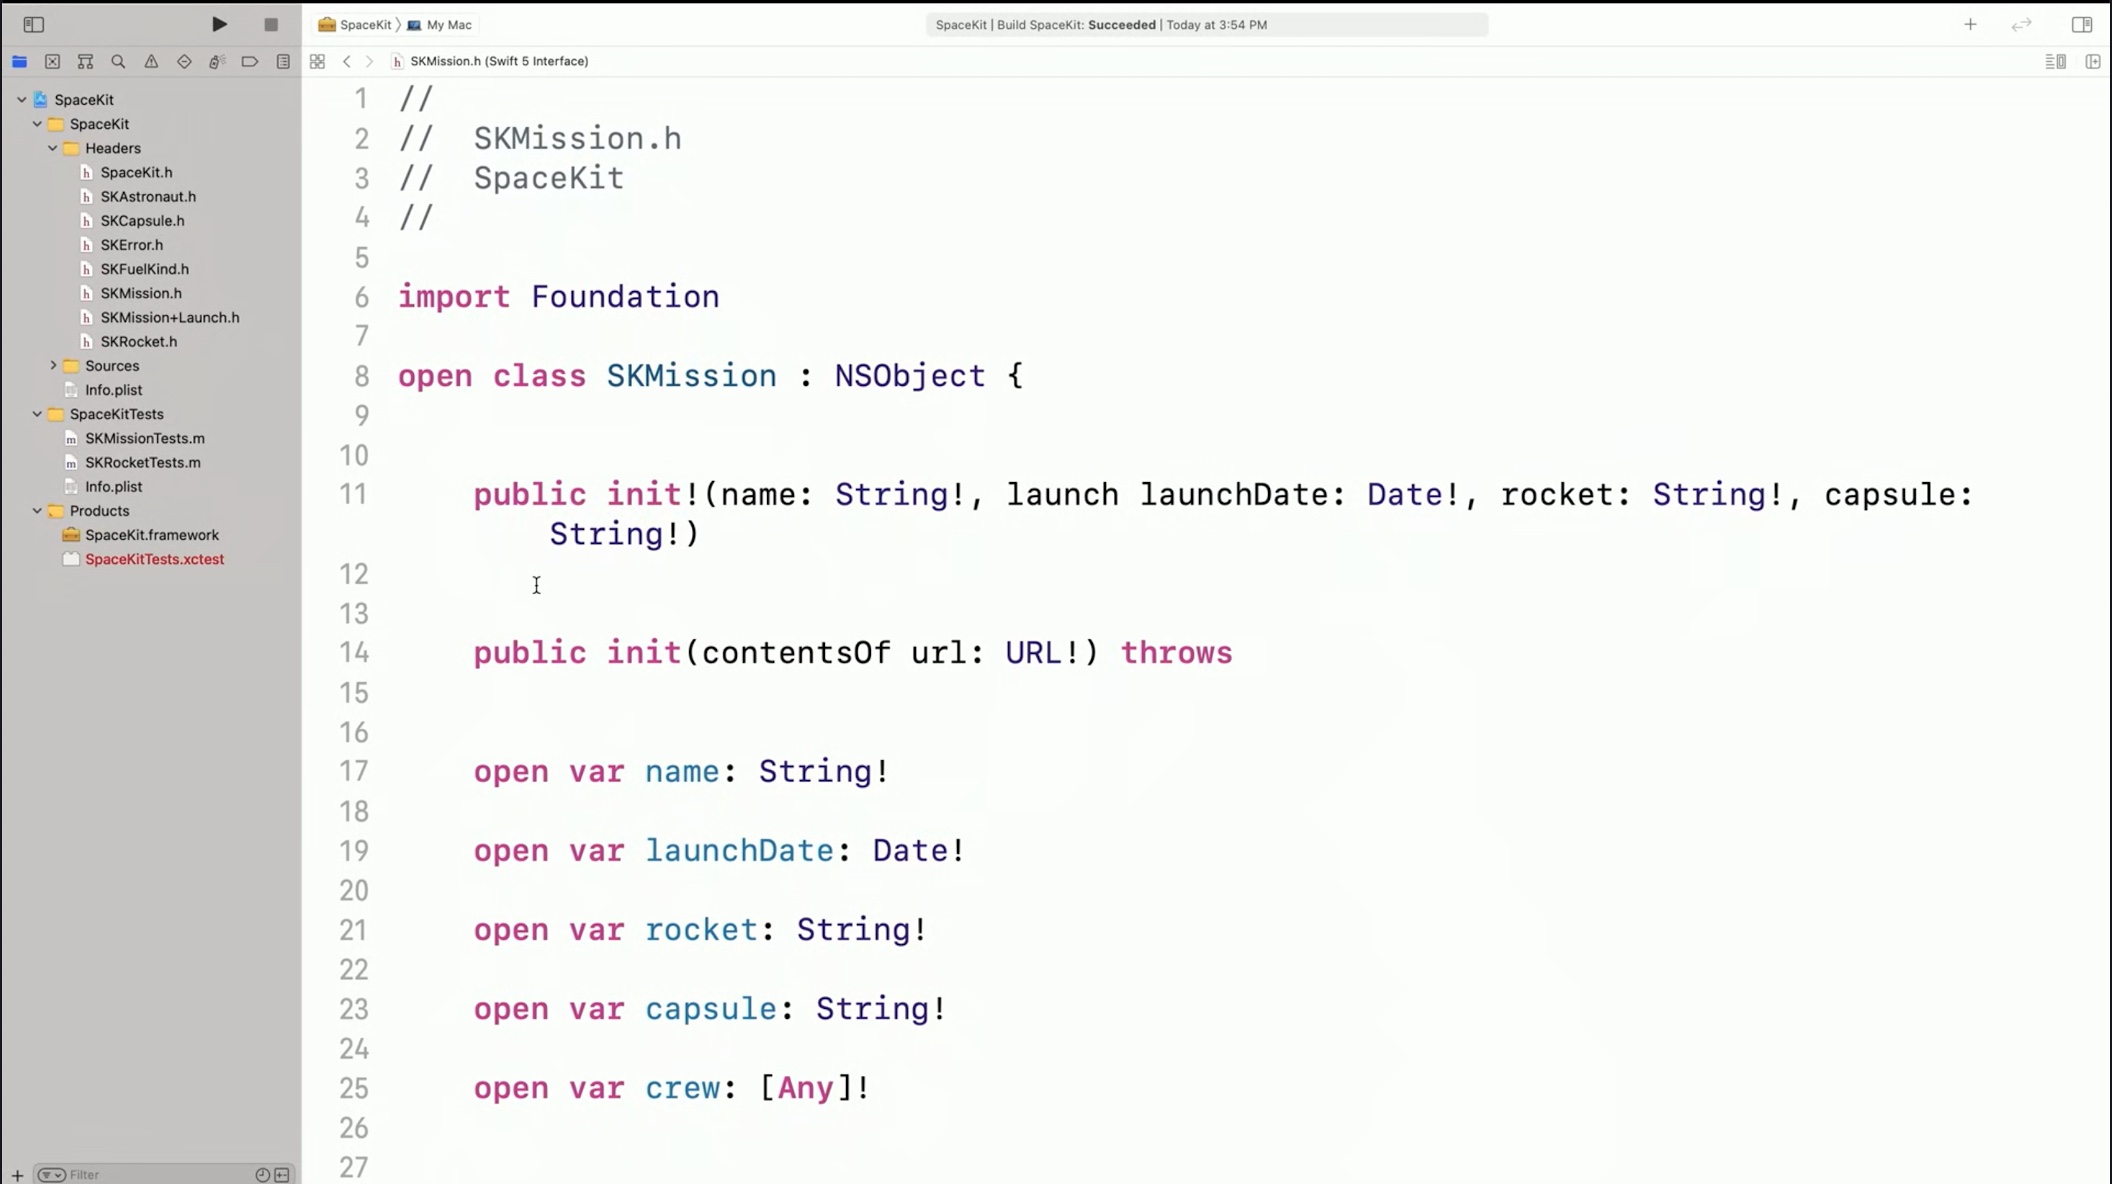 SpaceKit
My Mac
SpaceKit | Build SpaceKit: Succeeded | Today at 3:54 PM
SKMission.h (Swift 5 Interface)
SpaceKit
SpaceKit
Headers
SpaceKit.h
SKAstronaut.h
SKCapsule.h
SKError.h
SKFuelKind.h
SKMission.h
SKMission+Launch.h
SKRocket.h
Sources
Info.plist
SpaceKitTests
SKMissionTests.m
SKRocketTests.m
Info.plist
Products
SpaceKit.framework
SpaceKitTests.xctest
Filter
1 //
2 // SKMission.h
3 // SpaceKit
4 //
5
6 import Foundation
7
8 open class SKMission : NSObject {
9
10
11 public init!(name: String!, launch launchDate: Date!, rocket: String!, capsule:
String!)
12
13
14 public init(contentsOf url: URL!) throws
15
16
17 open var name: String!
18
19 open var launchDate: Date!
20
21 open var rocket: String!
22
23 open var capsule: String!
24
25 open var crew: [Any]!
26
27